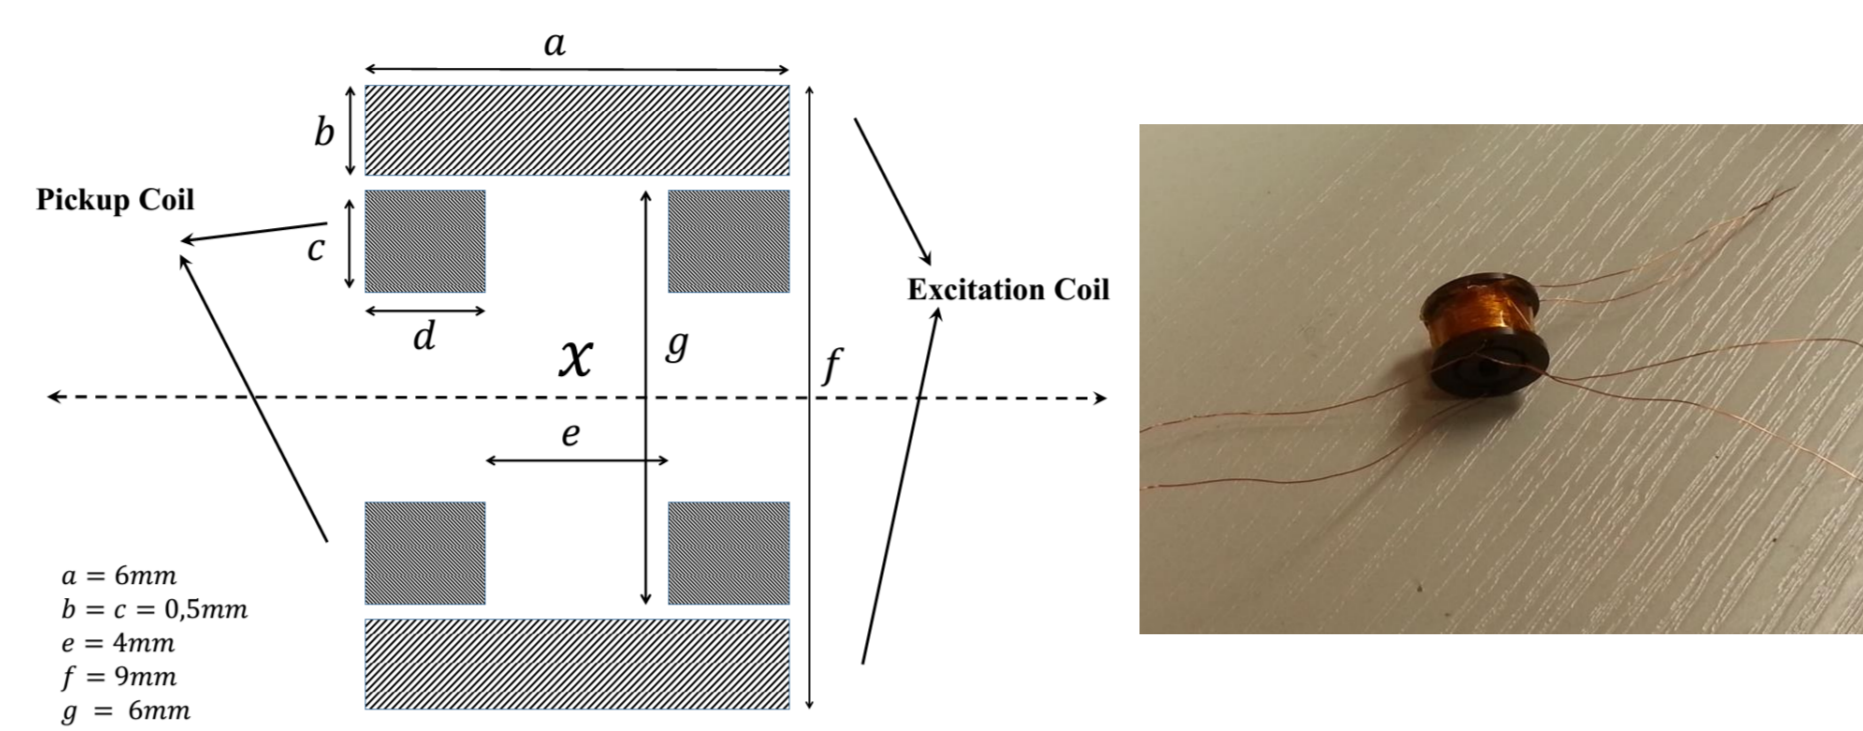 a
b
Pickup Coil
c
d
x
g
f
Excitation Coil
e
a = 6mm
b = c = 0,5mm
e = 4mm
f = 9mm
g = 6mm